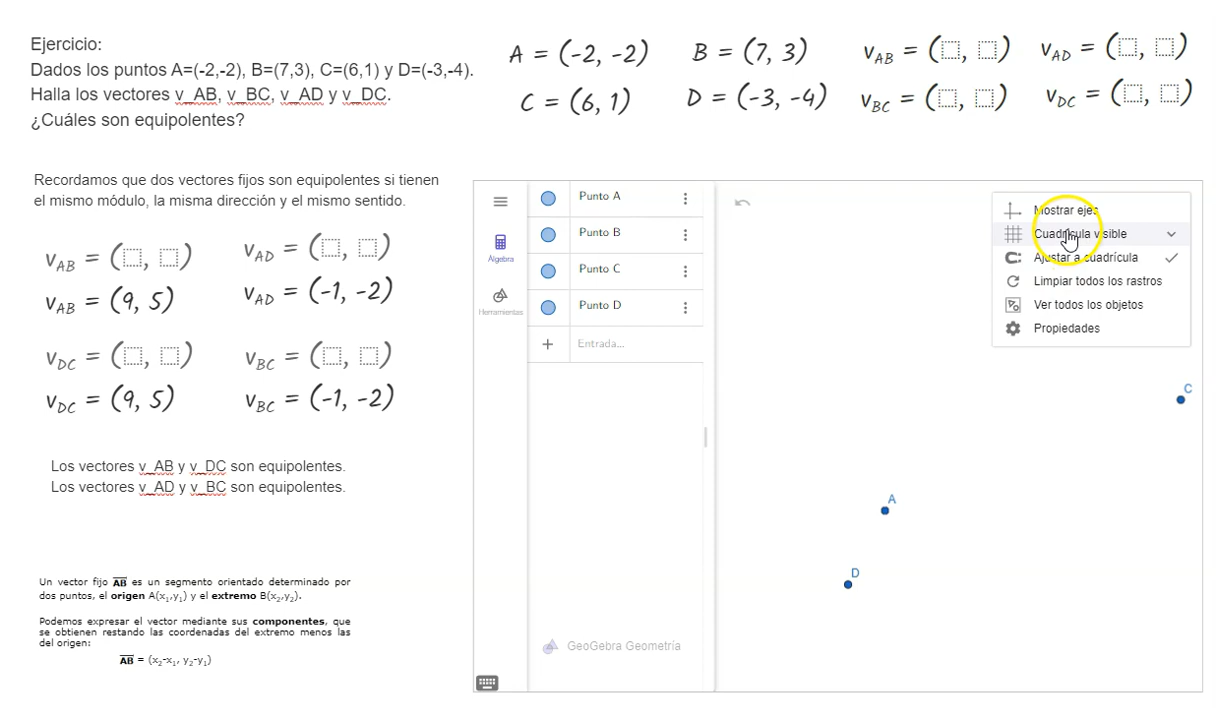 Ejercicio:
Dados los puntos A=(-2,-2), B=(7,3), C=(6,1) y D=(-3,-4).
Halla los vectores v_AB, v_BC, v_AD y v_DC.
¿Cuáles son equipolentes?
A = (-2, -2) B = (7, 3) v_AB = (⬚, ⬚) v_AD = (⬚, ⬚)
C = (6, 1) D = (-3, -4) v_BC = (⬚, ⬚) v_DC = (⬚, ⬚)
Recordamos que dos vectores fijos son equipolentes si tienen
el mismo módulo, la misma dirección y el mismo sentido.
v_AB = (⬚, ⬚) v_AD = (⬚, ⬚)
v_AB = (9, 5) v_AD = (-1, -2)
v_DC = (⬚, ⬚) v_BC = (⬚, ⬚)
v_DC = (9, 5) v_BC = (-1, -2)
Los vectores v_AB y v_DC son equipolentes.
Los vectores v_AD y v_BC son equipolentes.
Un vector fijo AB es un segmento orientado determinado por
dos puntos, el origen A(x₁,y₁) y el extremo B(x₂,y₂).
Podemos expresar el vector mediante sus componentes, que
se obtienen restando las coordenadas del extremo menos las
del origen:
AB = (x₂-x₁, y₂-y₁)
Álgebra
Herramientas
Punto A
Punto B
Punto C
Punto D
Entrada...
GeoGebra Geometría
Mostrar ejes
Cuadrícula visible
Ajustar a cuadrícula
Limpiar todos los rastros
Ver todos los objetos
Propiedades
C
A
D